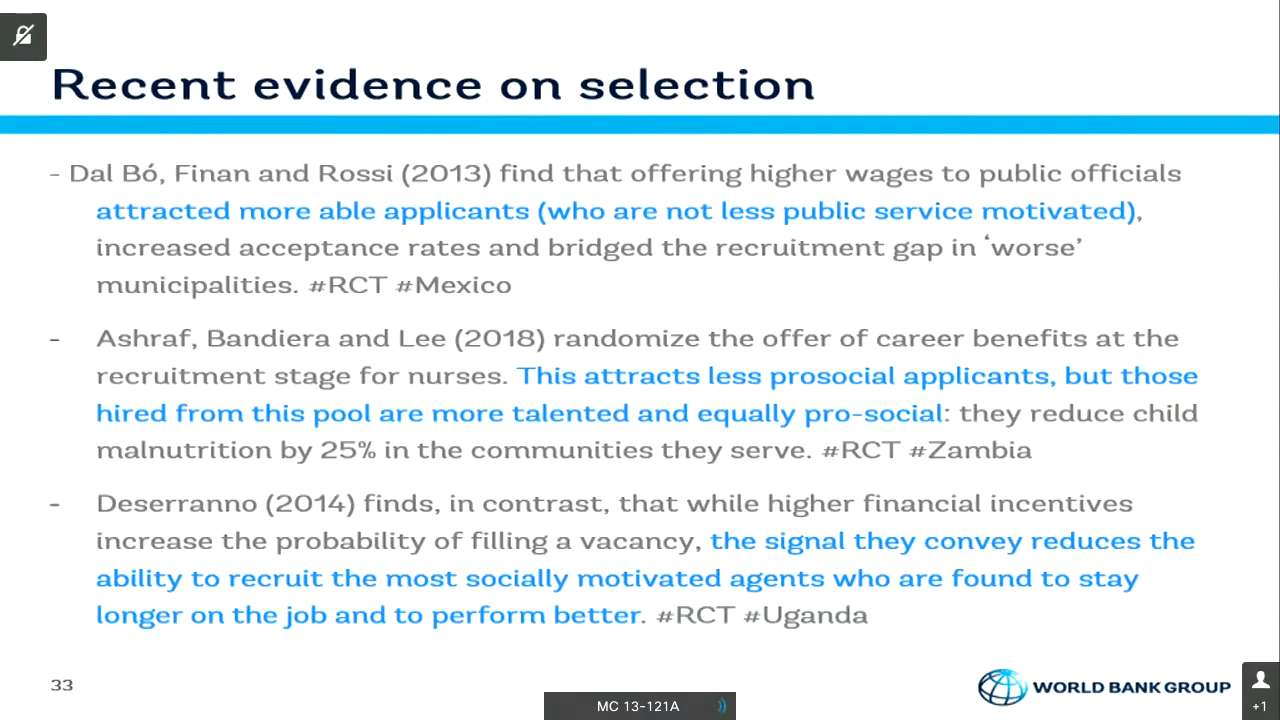 Recent evidence on selection
- Dal Bó, Finan and Rossi (2013) find that offering higher wages to public officials
attracted more able applicants (who are not less public service motivated),
increased acceptance rates and bridged the recruitment gap in ‘worse’
municipalities. #RCT #Mexico
- Ashraf, Bandiera and Lee (2018) randomize the offer of career benefits at the
recruitment stage for nurses. This attracts less prosocial applicants, but those
hired from this pool are more talented and equally pro-social: they reduce child
malnutrition by 25% in the communities they serve. #RCT #Zambia
- Deserranno (2014) finds, in contrast, that while higher financial incentives
increase the probability of filling a vacancy, the signal they convey reduces the
ability to recruit the most socially motivated agents who are found to stay
longer on the job and to perform better. #RCT #Uganda
33
WORLD BANK GROUP
MC 13-121A
+1